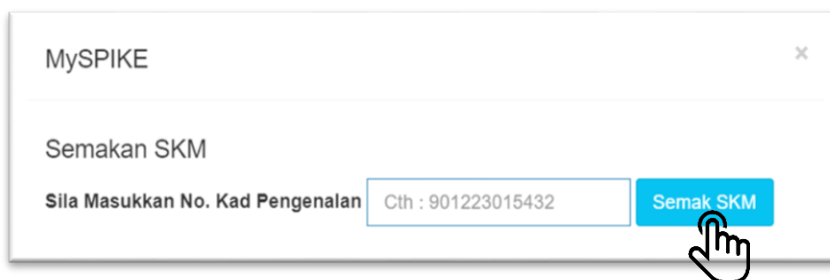 MySPIKE ×
Semakan SKM
Sila Masukkan No. Kad Pengenalan Cth : 901223015432 Semak SKM